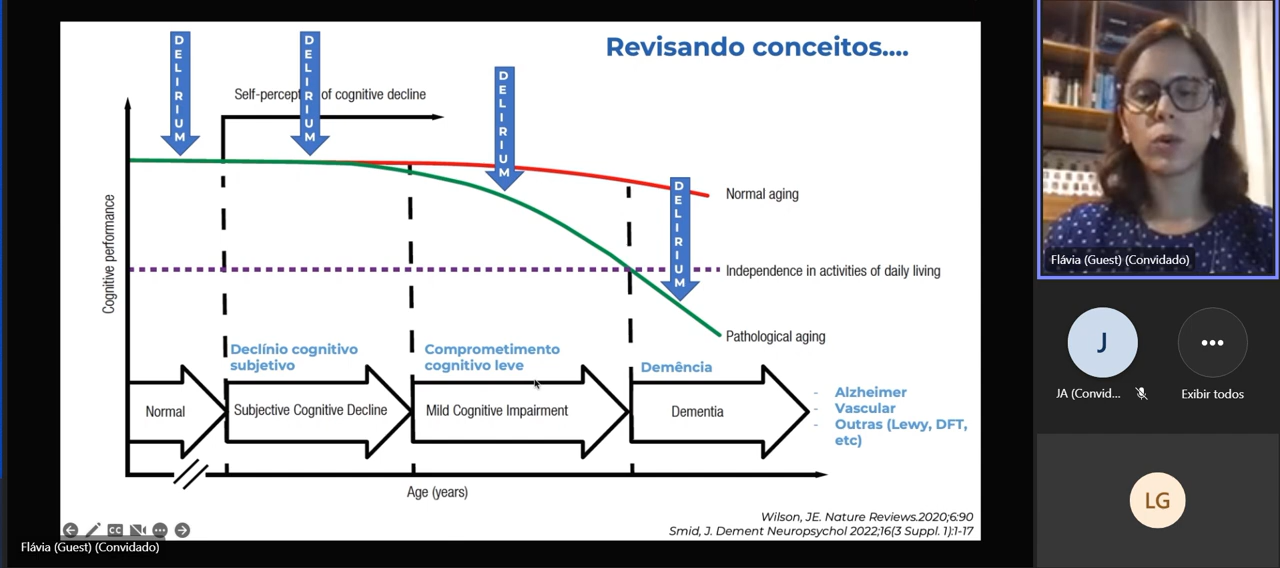 Revisando conceitos....
DELIRIUM
DELIRIUM
DELIRIUM
DELIRIUM
Self-percept of cognitive decline
Normal aging
Cognitive performance
Independence in activities of daily living
Pathological aging
Declínio cognitivo
subjetivo
Comprometimento
cognitivo leve
Demência
Normal
Subjective Cognitive Decline
Mild Cognitive Impairment
Dementia
- Alzheimer
- Vascular
- Outras (Lewy, DFT,
etc)
Age (years)
Wilson, JE. Nature Reviews.2020;6:90
Smid, J. Dement Neuropsychol 2022;16(3 Suppl. 1):1-17
CC
Flávia (Guest) (Convidado)
Flávia (Guest) (Convidado)
J
JA (Convid...
Exibir todos
LG